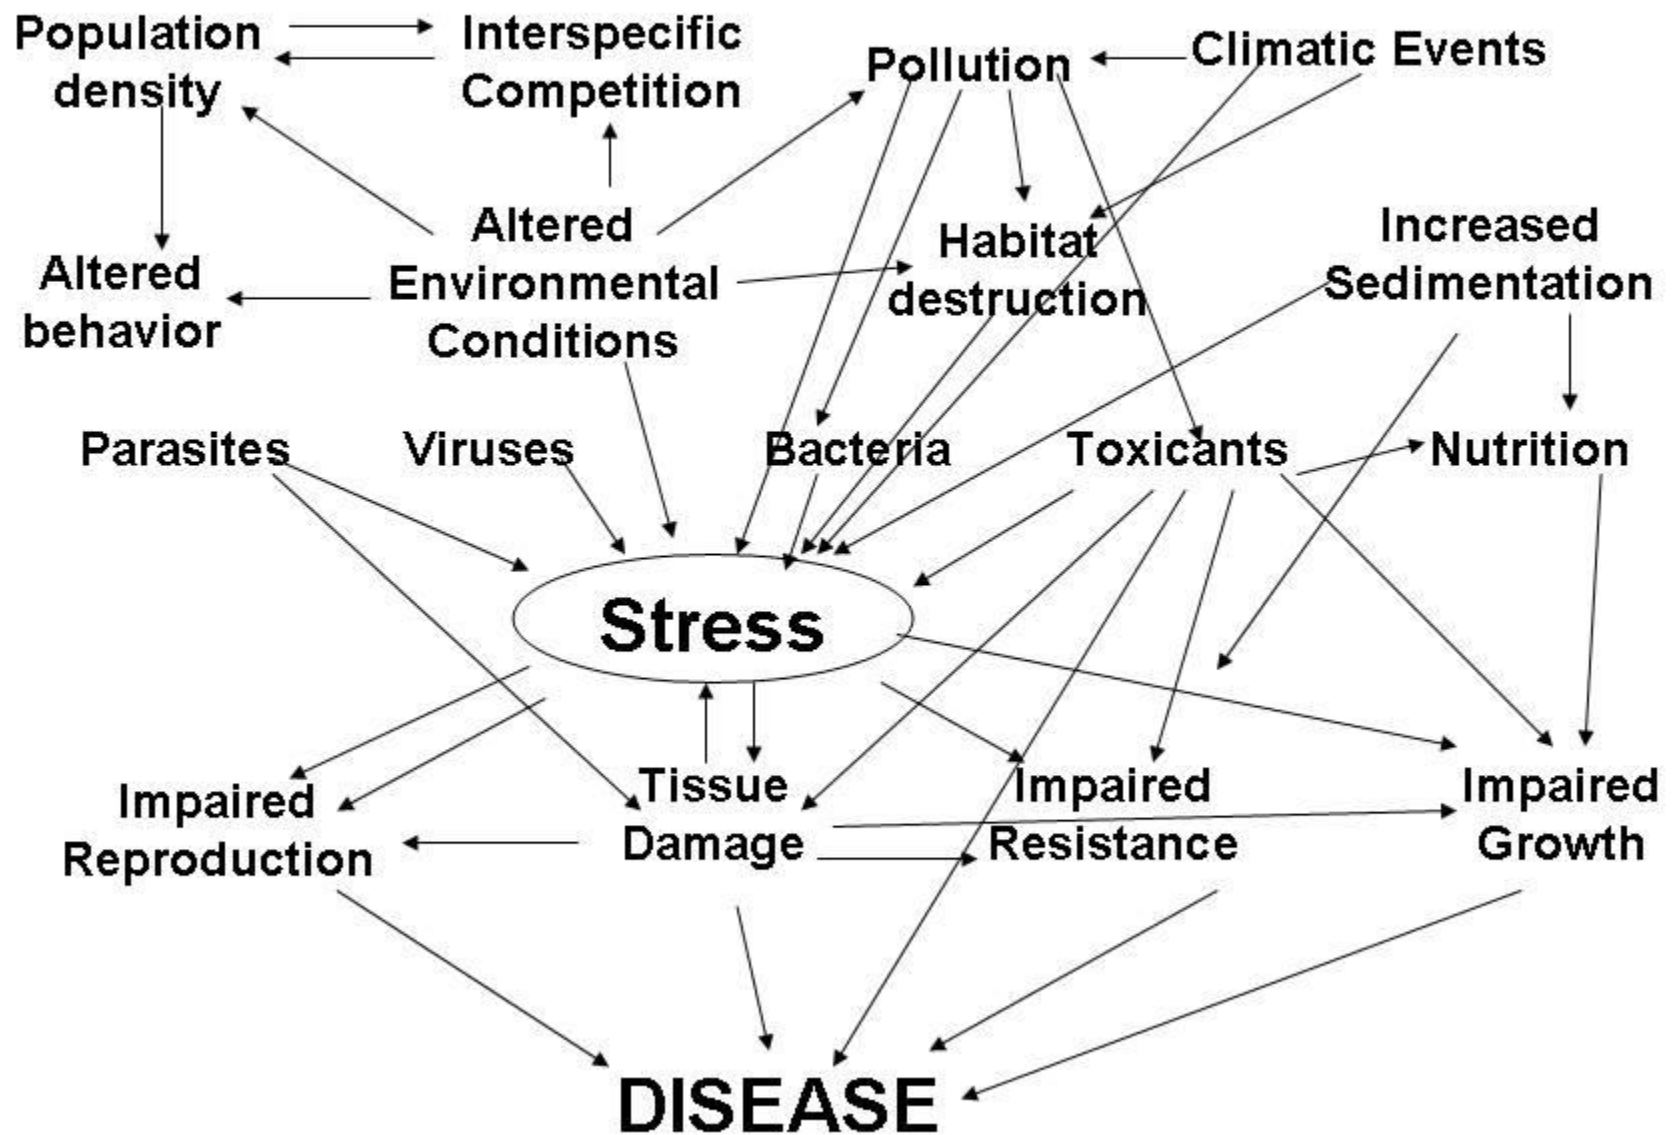 Population
density
Interspecific
Competition
Pollution
Climatic Events
Altered
behavior
Altered
Environmental
Conditions
Habitat
destruction
Increased
Sedimentation
Parasites
Viruses
Bacteria
Toxicants
Nutrition
Stress
Impaired
Reproduction
Tissue
Damage
Impaired
Resistance
Impaired
Growth
DISEASE